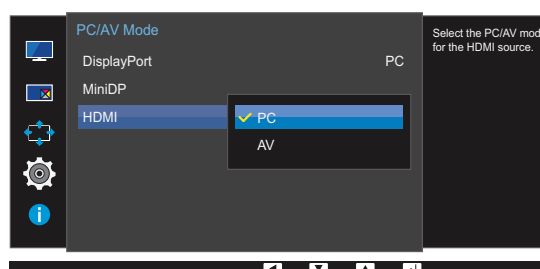 PC/AV Mode
DisplayPort PC
MiniDP
HDMI
PC
AV
Select the PC/AV mod
for the HDMI source.